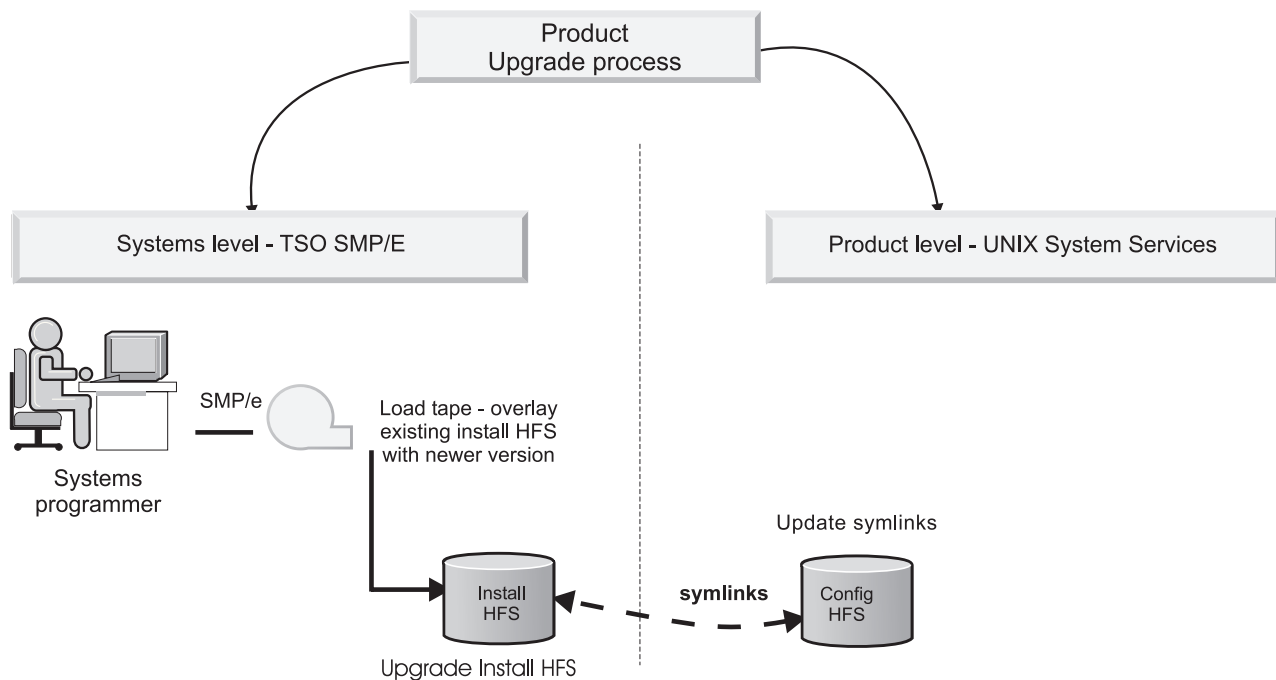 Product
Upgrade process
Systems level - TSO SMP/E
Product level - UNIX System Services
SMP/e
Load tape - overlay
existing install HFS
with newer version
Systems
programmer
Update symlinks
Install
HFS
symlinks
Config
HFS
Upgrade Install HFS